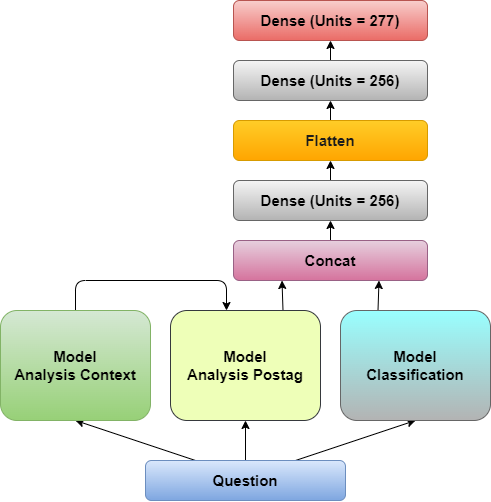 Dense (Units = 277)
Dense (Units = 256)
Flatten
Dense (Units = 256)
Concat
Model
Analysis Context
Model
Analysis Postag
Model
Classification
Question